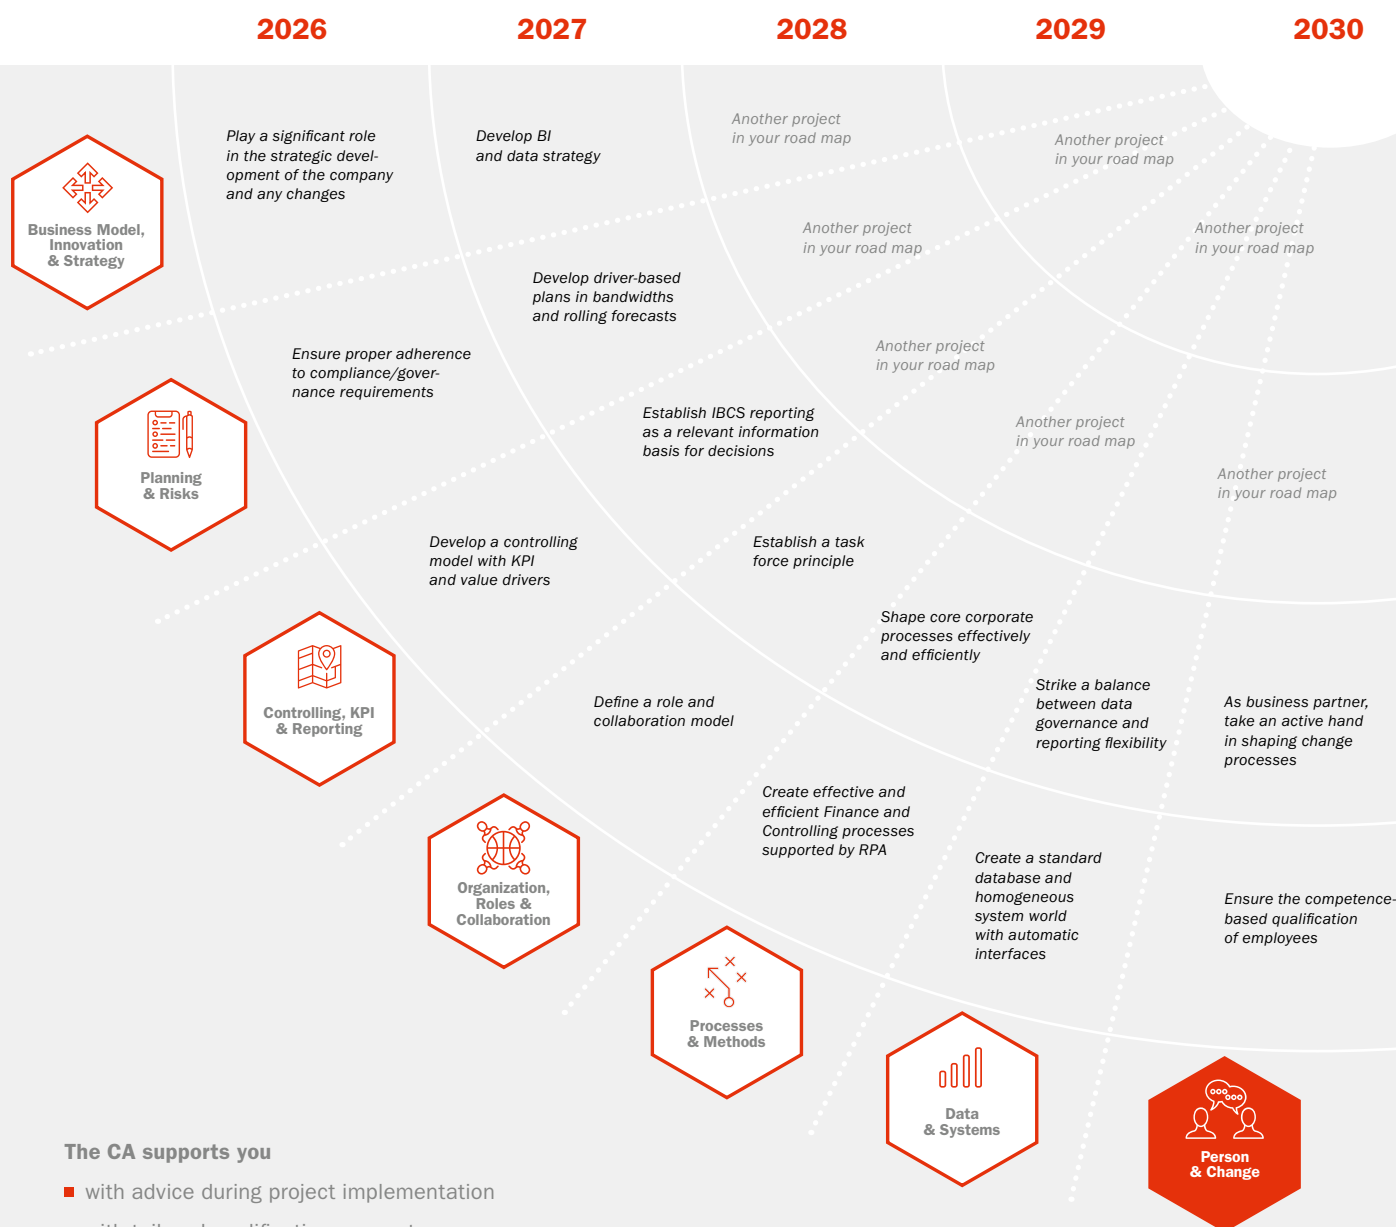 2026
2027
2028
2029
2030
Play a significant role
in the strategic devel-
opment of the company
and any changes
Develop BI
and data strategy
Another project
in your road map
Another project
in your road map
Business Model,
Innovation
& Strategy
Another project
in your road map
Another project
in your road map
Develop driver-based
plans in bandwidths
and rolling forecasts
Ensure proper adherence
to compliance/gover-
nance requirements
Another project
in your road map
Planning
& Risks
Establish IBCS reporting
as a relevant information
basis for decisions
Another project
in your road map
Another project
in your road map
Develop a controlling
model with KPI
and value drivers
Establish a task
force principle
Shape core corporate
processes effectively
and efficiently
Controlling, KPI
& Reporting
Define a role and
collaboration model
Strike a balance
between data
governance and
reporting flexibility
As business partner,
take an active hand
in shaping change
processes
Create effective and
efficient Finance and
Controlling processes
supported by RPA
Organization,
Roles &
Collaboration
Create a standard
database and
homogeneous
system world
with automatic
interfaces
Ensure the competence-
based qualification
of employees
Processes
& Methods
Data
& Systems
Person
& Change
The CA supports you
with advice during project implementation